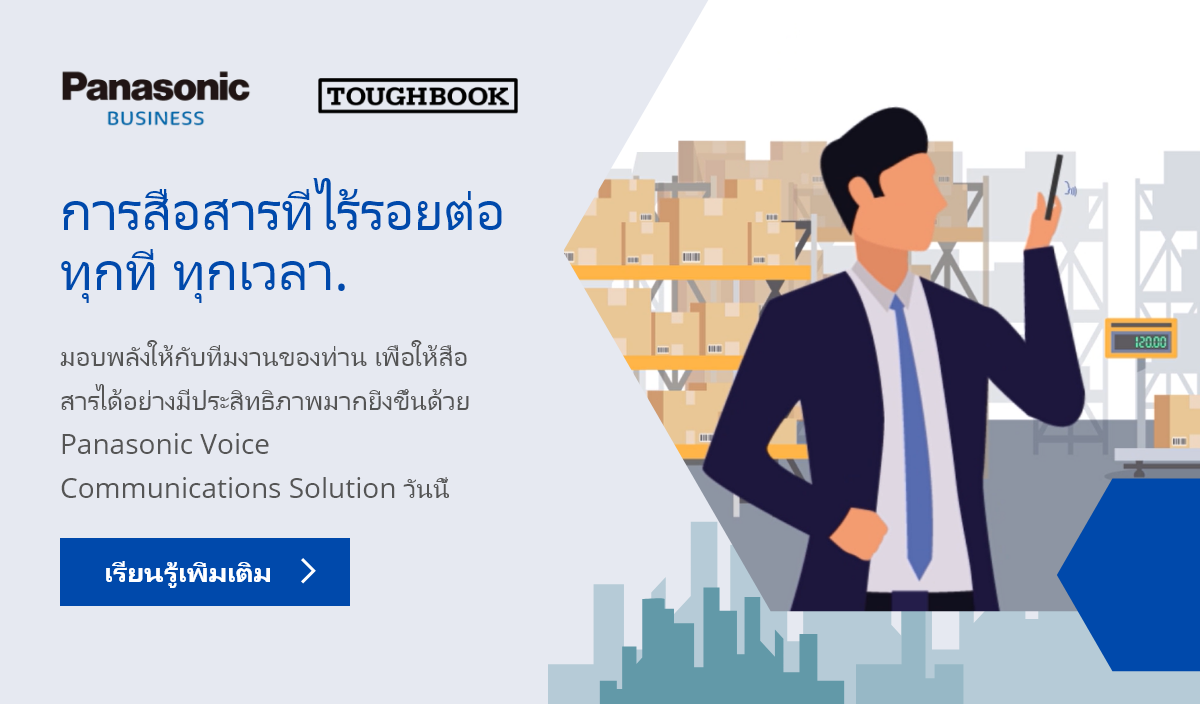 Panasonic
BUSINESS
TOUGHBOOK
การสื่อสารที่ไร้รอยต่อ
ทุกที่ ทุกเวลา.
มอบพลังให้กับทีมงานของท่าน เพื่อให้สื่อ
สารได้อย่างมีประสิทธิภาพมากยิ่งขึ้นด้วย
Panasonic Voice
Communications Solution วันนี้
เรียนรู้เพิ่มเติม
120.00